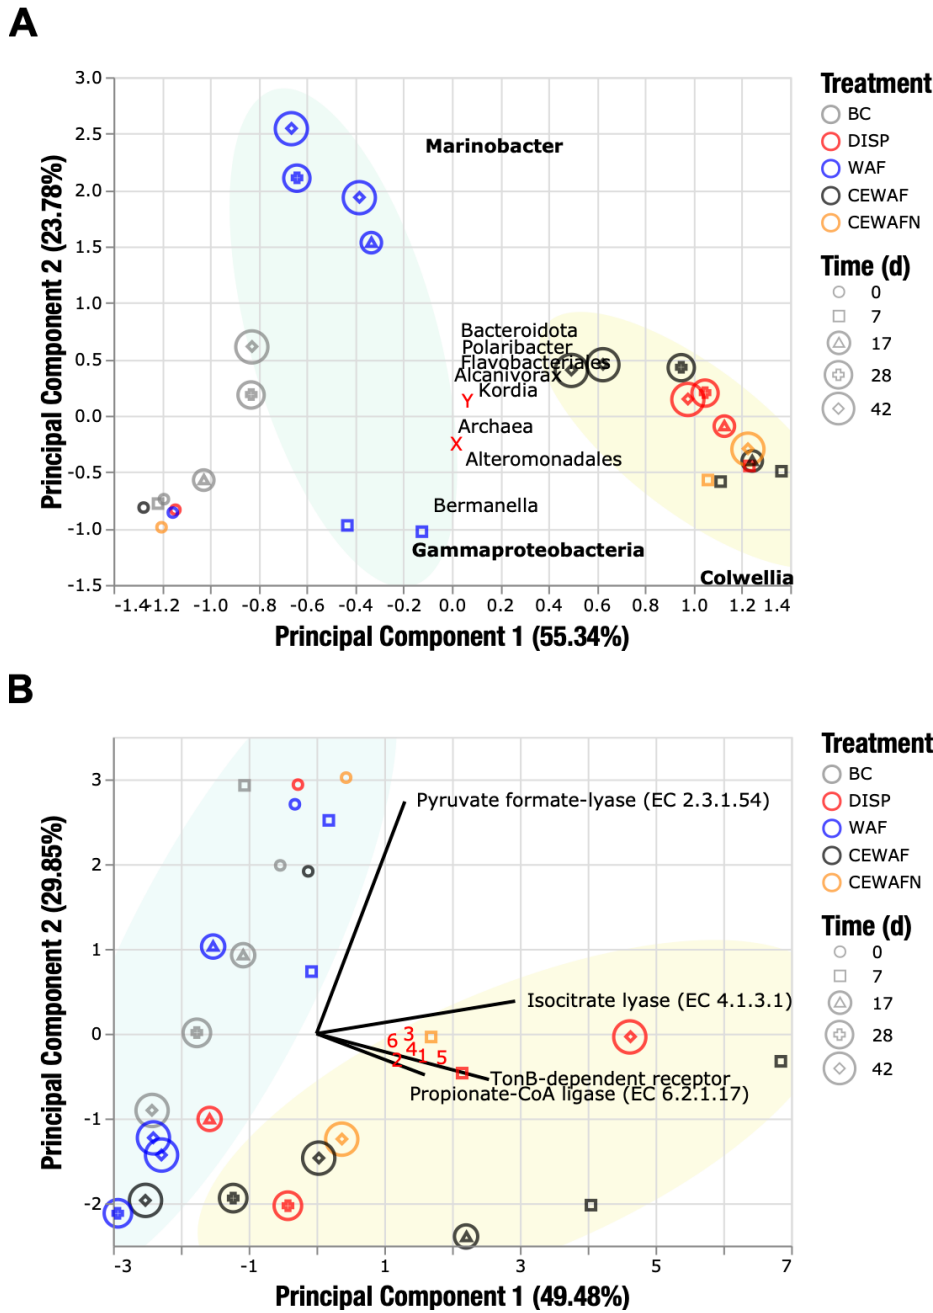 A
Principal Component 2 (23.78%)
3.0
2.5
2.0
1.5
1.0
0.5
0.0
-0.5
-1.0
-1.5
Marinobacter
Bacteroidota
Polaribacter
Flavobacteriales
Alcanivorax
Kordia
Y
Archaea
X
Alteromonadales
Bermanella
Gammaproteobacteria
Colwellia
-1.4 -1.2 -1.0 -0.8 -0.6 -0.4 -0.2 0.0 0.2 0.4 0.6 0.8 1.0 1.2 1.4
Principal Component 1 (55.34%)
Treatment
BC
DISP
WAF
CEWAF
CEWAFN
Time (d)
0
7
17
28
42
B
Principal Component 2 (29.85%)
3
2
1
0
-1
-2
Pyruvate formate-lyase (EC 2.3.1.54)
Isocitrate lyase (EC 4.1.3.1)
6 3
4
2 1 5
TonB-dependent receptor
Propionate-CoA ligase (EC 6.2.1.17)
-3 -1 1 3 5 7
Principal Component 1 (49.48%)
Treatment
BC
DISP
WAF
CEWAF
CEWAFN
Time (d)
0
7
17
28
42